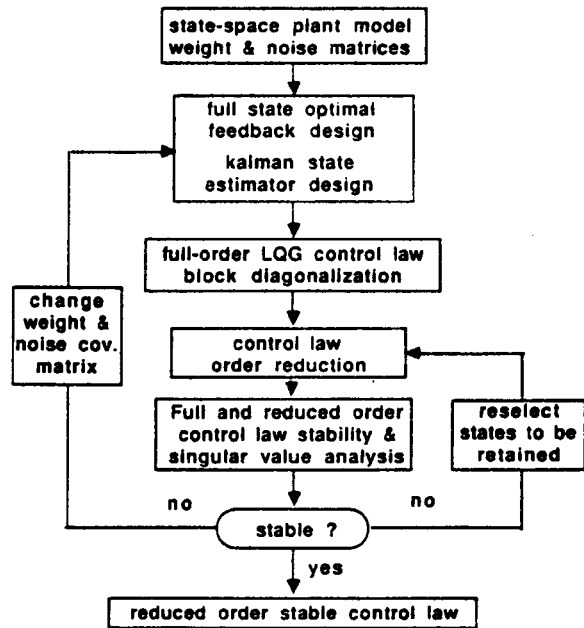 state-space plant model
weight & noise matrices
full state optimal
feedback design
kalman state
estimator design
full-order LQG control law
block diagonalization
change
weight &
noise cov.
matrix
control law
order reduction
Full and reduced order
control law stability &
singular value analysis
reselect
states to be
retained
no
no
stable ?
yes
reduced order stable control law